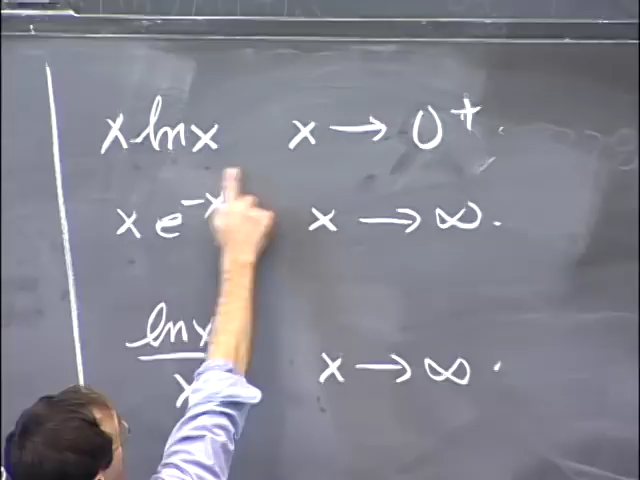 x ln x x → 0⁺.
x e⁻ˣ x → ∞.
ln x x → ∞.
x